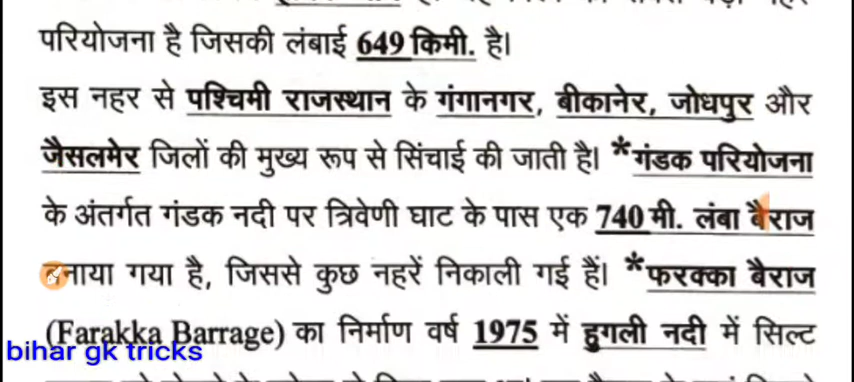 परियोजना है जिसकी लंबाई 649 किमी. है।
इस नहर से पश्चिमी राजस्थान के गंगानगर, बीकानेर, जोधपुर और
जैसलमेर जिलों की मुख्य रूप से सिंचाई की जाती है। *गंडक परियोजना
के अंतर्गत गंडक नदी पर त्रिवेणी घाट के पास एक 740 मी. लंबा बैराज
बनाया गया है, जिससे कुछ नहरें निकाली गई हैं। *फरक्का बैराज
(Farakka Barrage) का निर्माण वर्ष 1975 में हुगली नदी में सिल्ट
bihar gk tricks